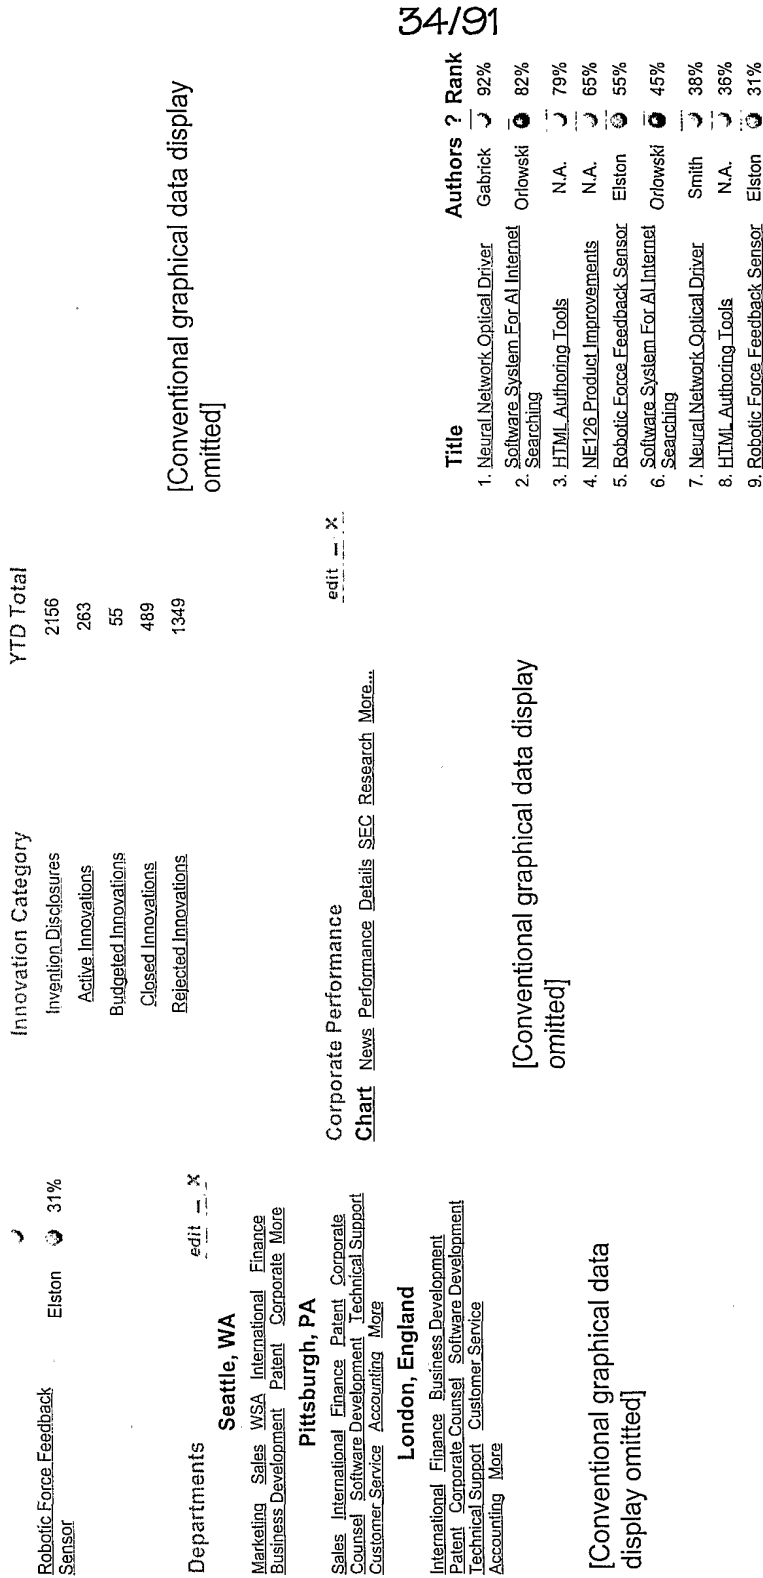 34/91
Robotic Force Feedback
Sensor
Elston 31%
Departments edit – ×
Seattle, WA
Marketing Sales WSA International Finance
Business Development Patent Corporate More
Pittsburgh, PA
Sales International Finance Patent Corporate
Counsel Software Development Technical Support
Customer Service Accounting More
London, England
International Finance Business Development
Patent Corporate Counsel Software Development
Technical Support Customer Service
Accounting More
[Conventional graphical data
display omitted]
Innovation Category YTD Total
Invention Disclosures 2156
Active Innovations 263
Budgeted Innovations 55
Closed Innovations 489
Rejected Innovations 1349
Corporate Performance edit – ×
Chart News Performance Details SEC Research More...
[Conventional graphical data display
omitted]
[Conventional graphical data display
omitted]
Title Authors ? Rank
1. Neural Network Optical Driver Gabrick 92%
Software System For AI Internet
2. Searching Orlowski 82%
3. HTML Authoring Tools N.A. 79%
4. NE126 Product Improvements N.A. 65%
5. Robotic Force Feedback Sensor Elston 55%
Software System For AI Internet
6. Searching Orlowski 45%
7. Neural Network Optical Driver Smith 38%
8. HTML Authoring Tools N.A. 36%
9. Robotic Force Feedback Sensor Elston 31%